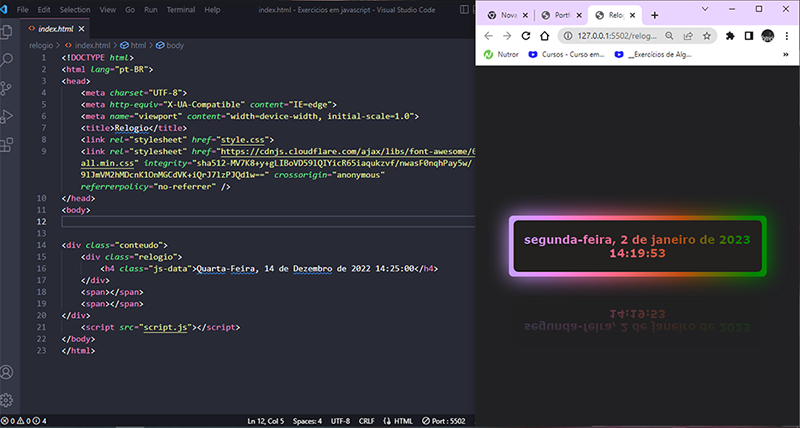 File Edit Selection View Go Run Terminal Help index.html - Exercicios em javascript - Visual Studio Code
index.html
relogio > index.html > html > body
1 <!DOCTYPE html>
2 <html lang="pt-BR">
3 <head>
4 <meta charset="UTF-8">
5 <meta http-equiv="X-UA-Compatible" content="IE=edge">
6 <meta name="viewport" content="width=device-width, initial-scale=1.0">
7 <title>Relogio</title>
8 <link rel="stylesheet" href="style.css">
9 <link rel="stylesheet" href="https://cdnjs.cloudflare.com/ajax/libs/font-awesome/6
all.min.css" integrity="sha512-MV7K8+y+gLIBoVD59lQIYicR65iaqukzvf/nwasF0nqhPay5w/
9lJmVM2hMDcnK1OnMGCdVK+iQrJ7lzPJQd1w==" crossorigin="anonymous"
referrerpolicy="no-referrer" />
10 </head>
11 <body>
12
13
14 <div class="conteudo">
15 <div class="relogio">
16 <h4 class="js-data">Quarta-Feira, 14 de Dezembro de 2022 14:25:00</h4>
17 </div>
18 <span></span>
19 <span></span>
20 </div>
21 <script src="script.js"></script>
22 </body>
23 </html>
0 0 4 Ln 12, Col 5 Spaces: 4 UTF-8 CRLF HTML Port : 5502
Nova Portf Relog
127.0.0.1:5502/relog...
Nutror Cursos - Curso em... __Exercícios de Alg...
segunda-feira, 2 de janeiro de 2023
14:19:53
14:19:53
segunda-feira, 2 de janeiro de 2023